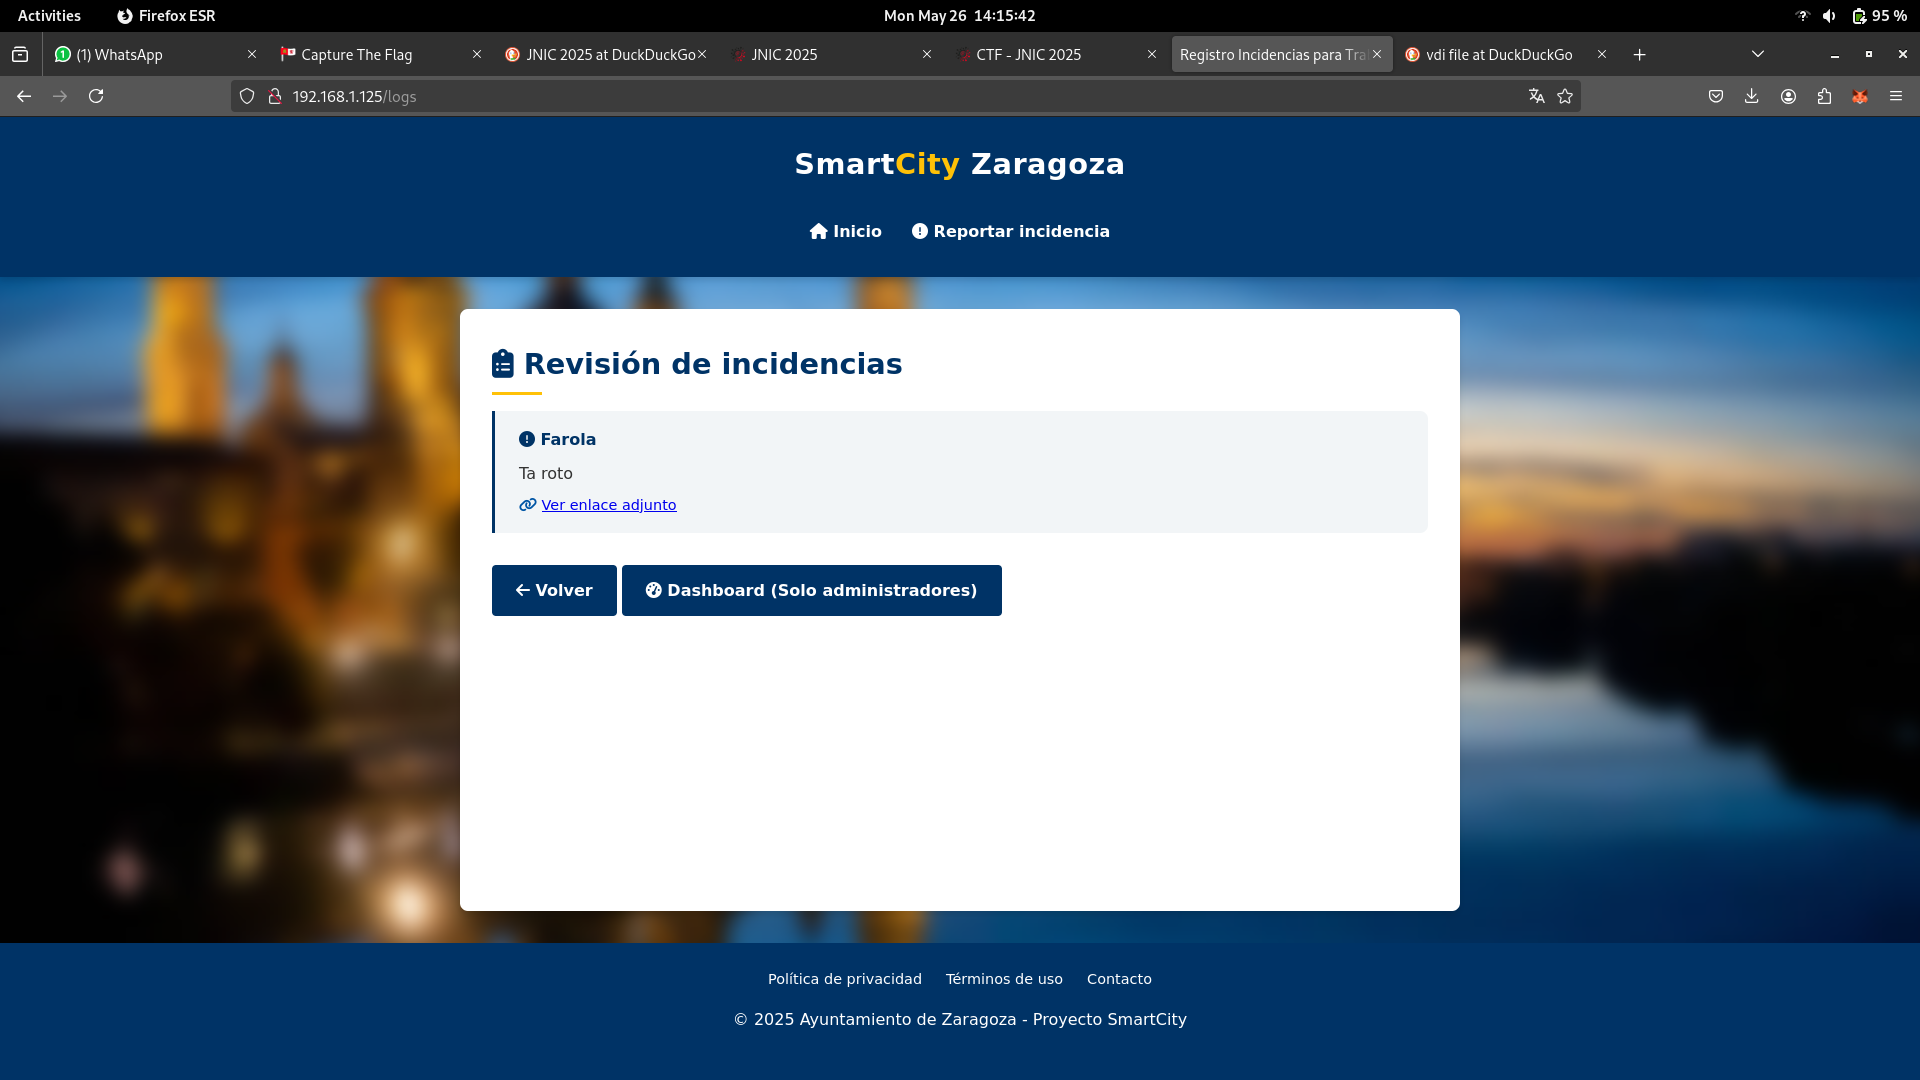 Activities
Firefox ESR
Mon May 26 14:15:42
95 %
(1) WhatsApp
Capture The Flag
JNIC 2025 at DuckDuckGo
JNIC 2025
CTF - JNIC 2025
Registro Incidencias para Tra
vdi file at DuckDuckGo
192.168.1.125/logs
SmartCity Zaragoza
Inicio
Reportar incidencia
Revisión de incidencias
Farola
Ta roto
Ver enlace adjunto
Volver
Dashboard (Solo administradores)
Política de privacidad
Términos de uso
Contacto
© 2025 Ayuntamiento de Zaragoza - Proyecto SmartCity